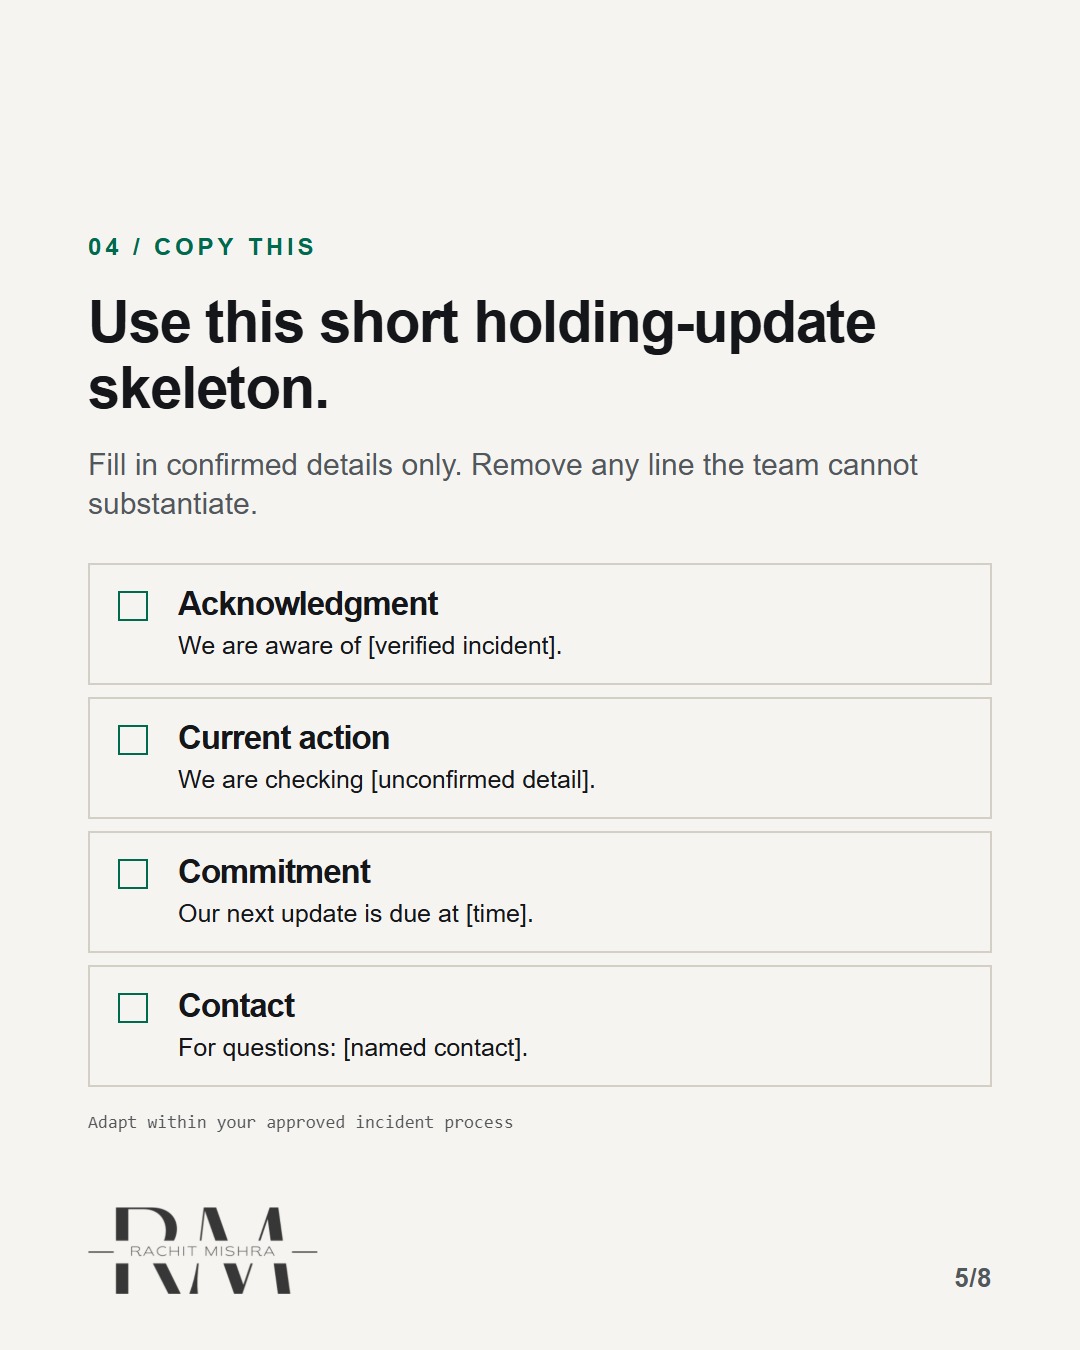 04 / COPY THIS
Use this short holding-update
skeleton.
Fill in confirmed details only. Remove any line the team cannot
substantiate.
Acknowledgment
We are aware of [verified incident].
Current action
We are checking [unconfirmed detail].
Commitment
Our next update is due at [time].
Contact
For questions: [named contact].
Adapt within your approved incident process
RM
RACHIT MISHRA
5/8